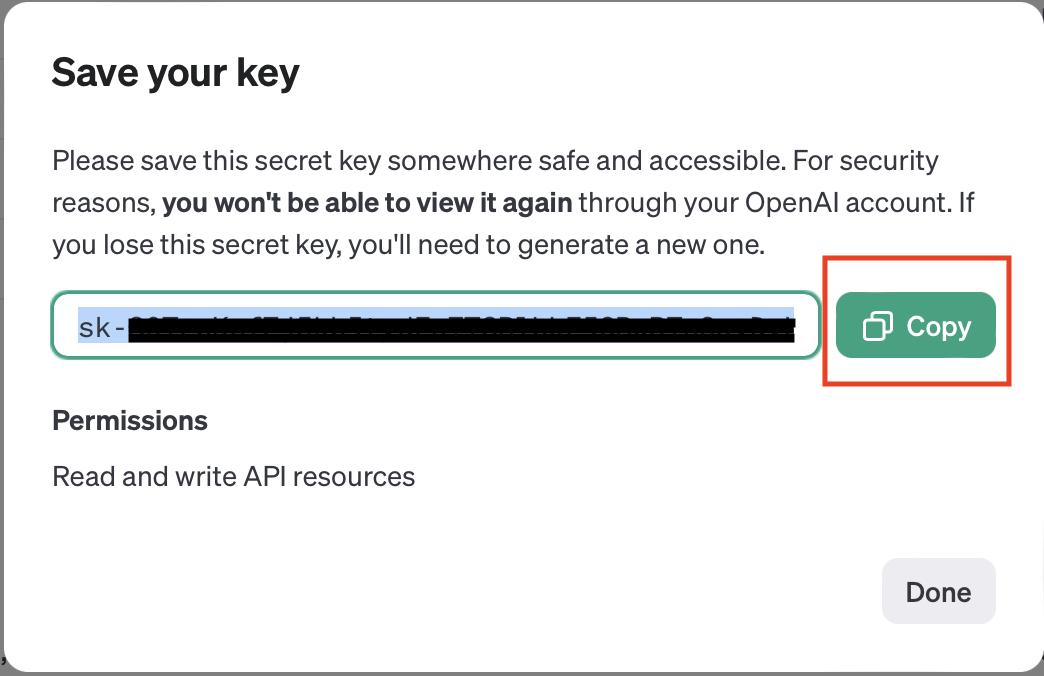 Save your key
Please save this secret key somewhere safe and accessible. For security
reasons, you won't be able to view it again through your OpenAI account. If
you lose this secret key, you'll need to generate a new one.
sk-
Copy
Permissions
Read and write API resources
Done